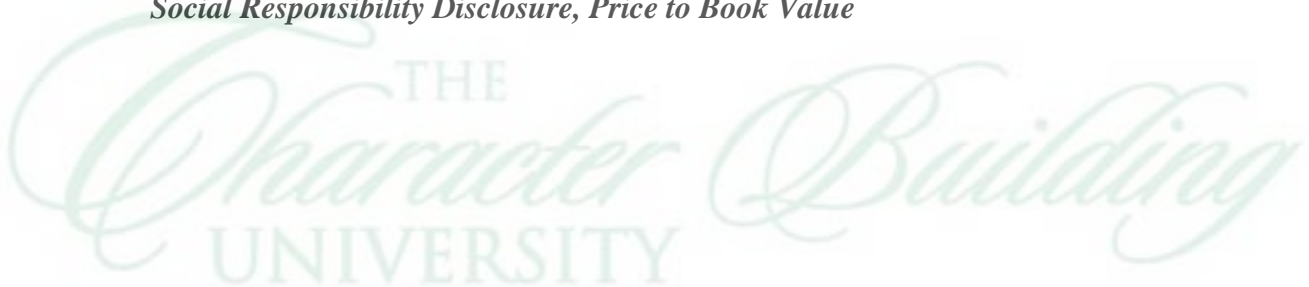 Social Responsibility Disclosure, Price to Book Value
THE
Character Building
UNIVERSITY